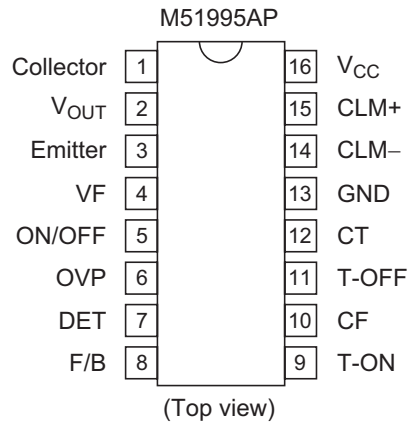 M51995AP
Collector 1 16 VCC
VOUT 2 15 CLM+
Emitter 3 14 CLM−
VF 4 13 GND
ON/OFF 5 12 CT
OVP 6 11 T-OFF
DET 7 10 CF
F/B 8 9 T-ON
(Top view)